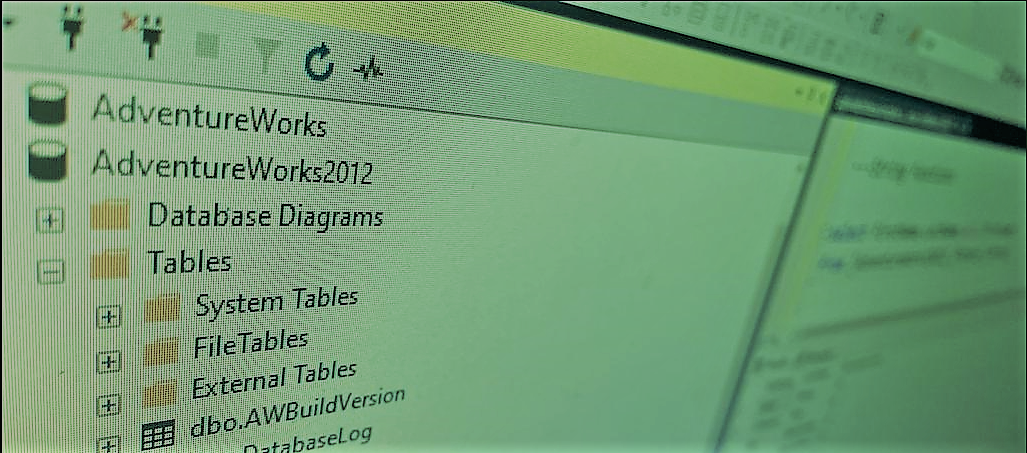 AdventureWorks
AdventureWorks2012
Database Diagrams
Tables
System Tables
FileTables
External Tables
dbo.AWBuildVersion
DatabaseLog